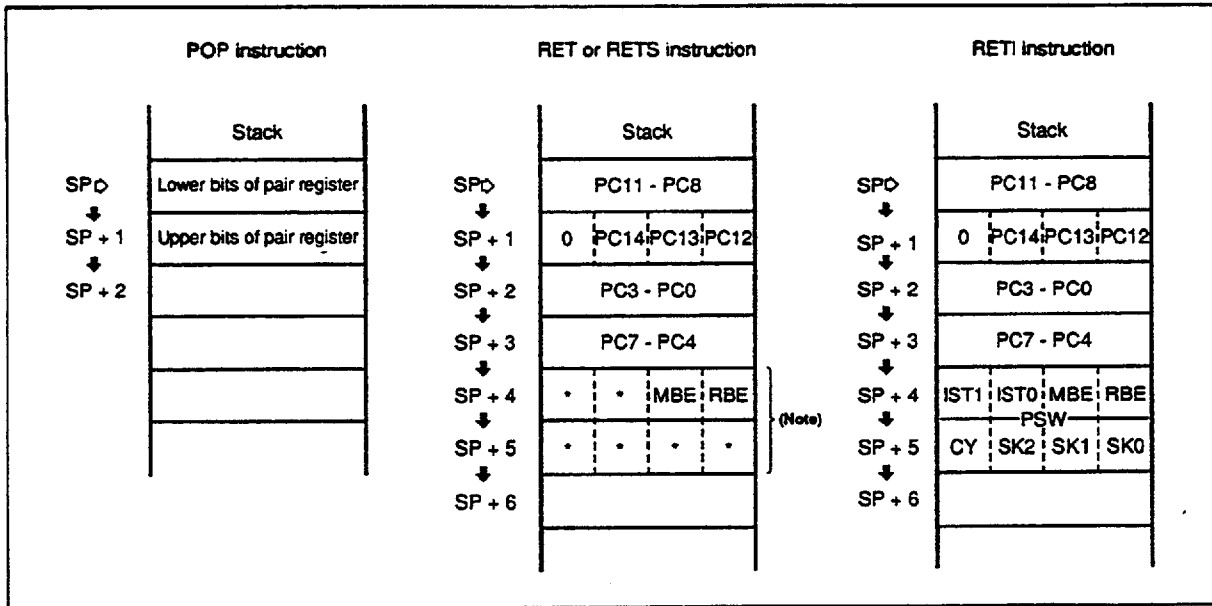 POP instruction
Stack
SP Lower bits of pair register
SP + 1 Upper bits of pair register
SP + 2
RET or RETS instruction
Stack
SP PC11 - PC8
SP + 1 0 PC14 PC13 PC12
SP + 2 PC3 - PC0
SP + 3 PC7 - PC4
SP + 4 * * MBE RBE
(Note)
SP + 5 * * * *
SP + 6
RETI instruction
Stack
SP PC11 - PC8
SP + 1 0 PC14 PC13 PC12
SP + 2 PC3 - PC0
SP + 3 PC7 - PC4
SP + 4 IST1 IST0 MBE RBE
PSW
SP + 5 CY SK2 SK1 SK0
SP + 6